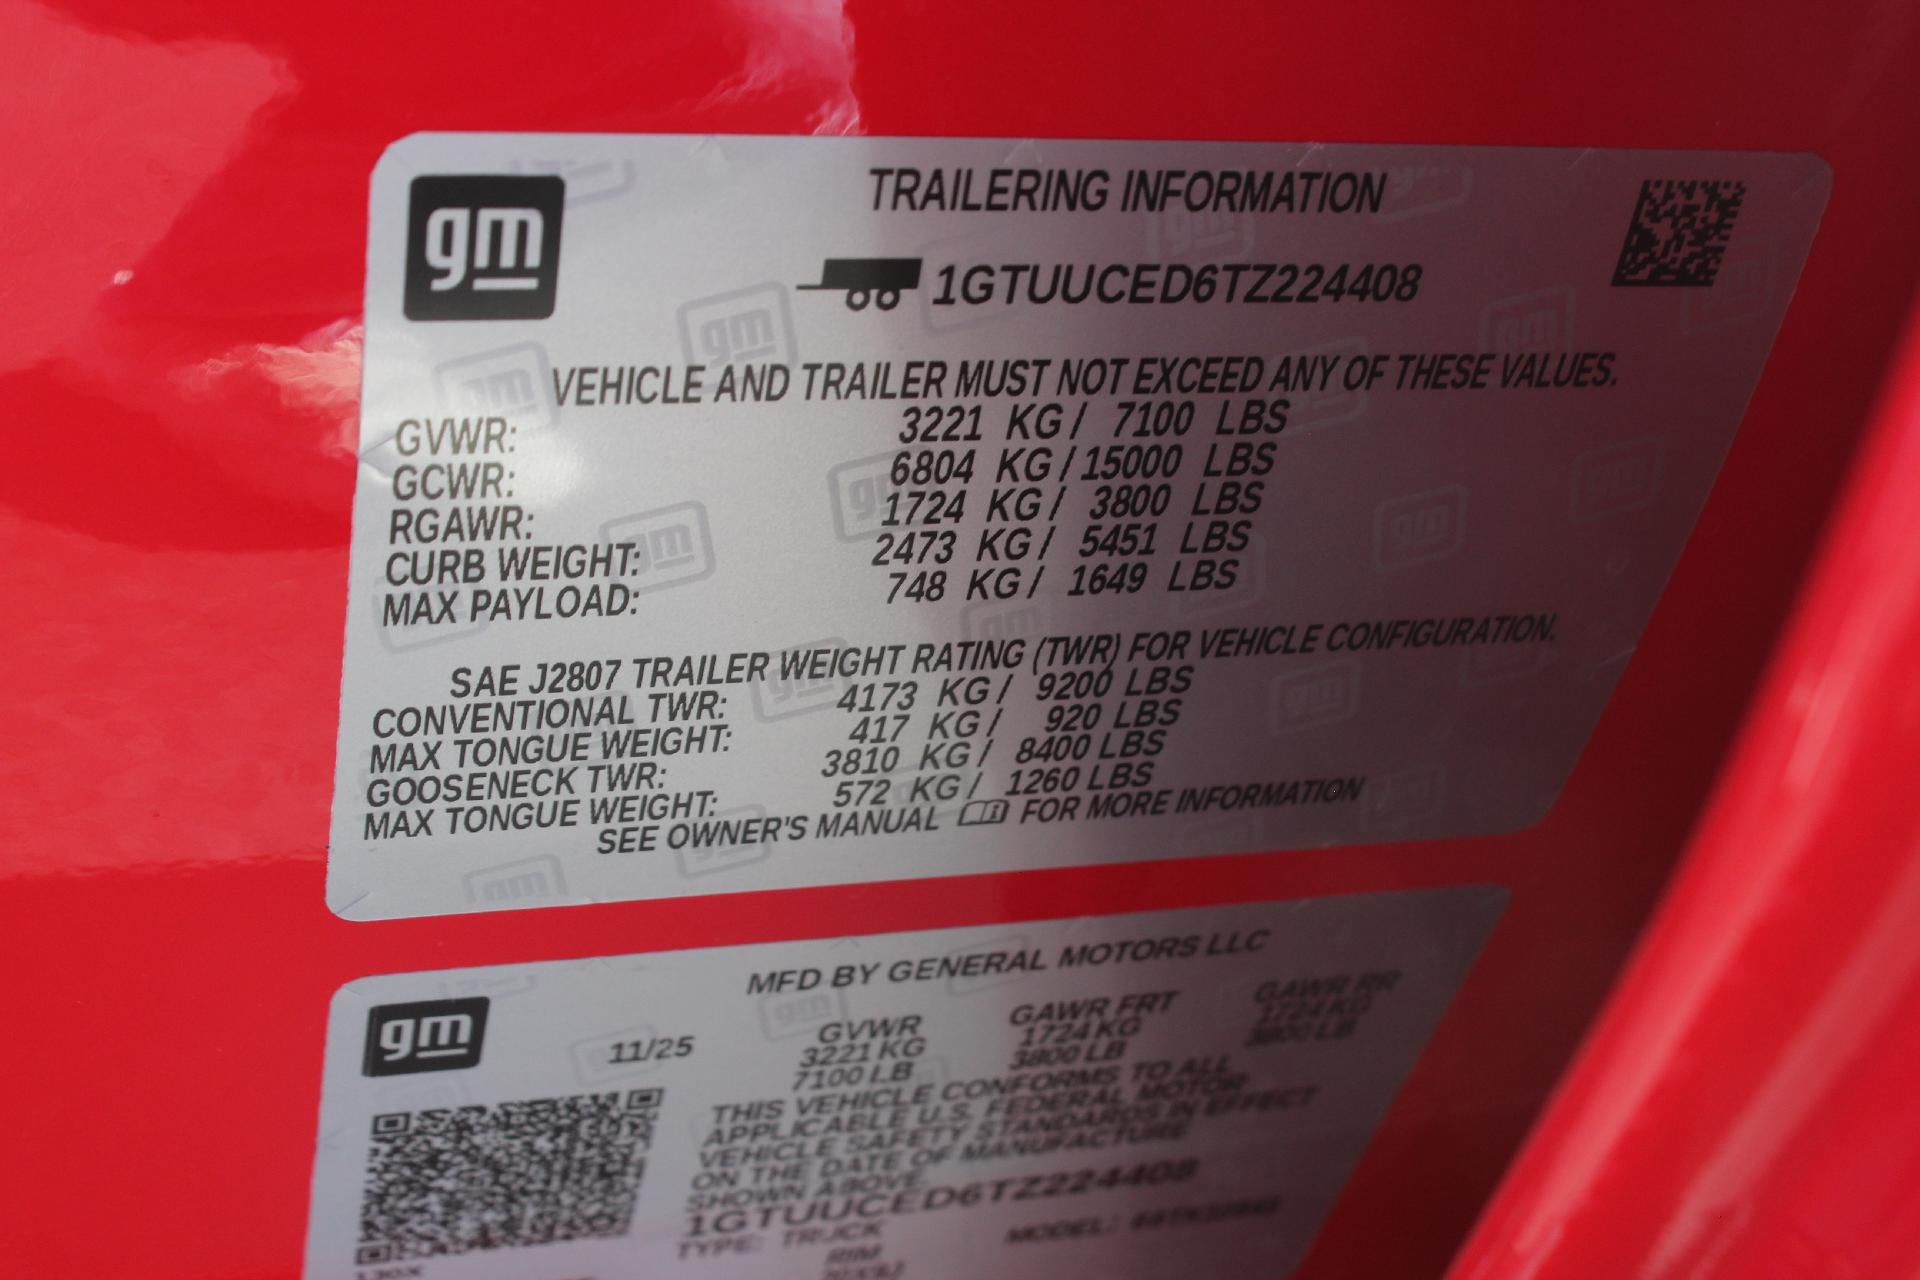 gm
TRAILERING INFORMATION
1GTUUCED6TZ224408
VEHICLE AND TRAILER MUST NOT EXCEED ANY OF THESE VALUES.
GVWR: 3221 KG / 7100 LBS
GCWR: 6804 KG / 15000 LBS
RGAWR: 1724 KG / 3800 LBS
CURB WEIGHT: 2473 KG / 5451 LBS
MAX PAYLOAD: 748 KG / 1649 LBS
SAE J2807 TRAILER WEIGHT RATING (TWR) FOR VEHICLE CONFIGURATION.
CONVENTIONAL TWR: 4173 KG / 9200 LBS
MAX TONGUE WEIGHT: 417 KG / 920 LBS
GOOSENECK TWR: 3810 KG / 8400 LBS
MAX TONGUE WEIGHT: 572 KG / 1260 LBS
SEE OWNER'S MANUAL FOR MORE INFORMATION
gm
MFD BY GENERAL MOTORS LLC
11/25
GVWR GAWR FRT GAWR RR
3221 KG 1724 KG 1724 KG
7100 LB 3800 LB 3800 LB
THIS VEHICLE CONFORMS TO ALL
APPLICABLE U.S. FEDERAL MOTOR
VEHICLE SAFETY STANDARDS IN EFFECT
ON THE DATE OF MANUFACTURE
SHOWN ABOVE.
1GTUUCED6TZ224408
TYPE: TRUCK MODEL:
RIM